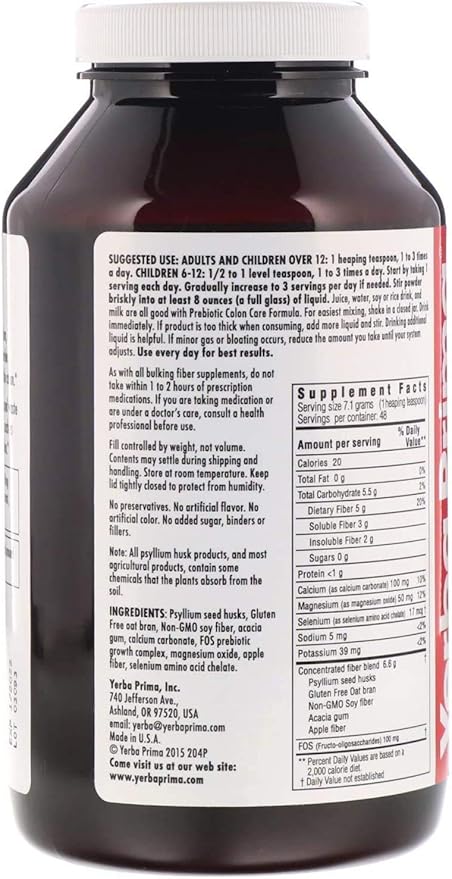 SUGGESTED USE: ADULTS AND CHILDREN OVER 12: 1 heaping teaspoon, 1 to 3 times
a day. CHILDREN 6-12: 1/2 to 1 level teaspoon, 1 to 3 times a day. Start by taking 1
serving each day. Gradually increase to 3 servings per day if needed. Stir powder
briskly into at least 8 ounces (a full glass) of liquid. Juice, water, soy or rice drink, and
milk are all good with Prebiotic Colon Care Formula. For easiest mixing, shake in a closed jar. Drink
immediately. If product is too thick when consuming, add more liquid and stir. Drinking additional
liquid is helpful. If minor gas or bloating occurs, reduce the amount you take until your system
adjusts. Use every day for best results.
As with all bulking fiber supplements, do not
take within 1 to 2 hours of prescription
medications. If you are taking medication or
are under a doctor's care, consult a health
professional before use.
Fill controlled by weight, not volume.
Contents may settle during shipping and
handling. Store at room temperature. Keep
lid tightly closed to protect from humidity.
No preservatives. No artificial flavor. No
artificial color. No added sugar, binders or
fillers.
Note: All psyllium husk products, and most
agricultural products, contain some
chemicals that the plants absorb from the
soil.
INGREDIENTS: Psyllium seed husks, Gluten
Free oat bran, Non-GMO soy fiber, acacia
gum, calcium carbonate, FOS prebiotic
growth complex, magnesium oxide, apple
fiber, selenium amino acid chelate.
Yerba Prima, Inc.
740 Jefferson Ave.,
Ashland, OR 97520, USA
email: yerba@yerbaprima.com
Made in U.S.A.
© Yerba Prima 2015 204P
Come visit us at our web site:
www.yerbaprima.com
Supplement Facts
Serving size 7.1 grams (1 heaping teaspoon)
Servings per container: 48
Amount per serving % Daily Value**
Calories 20
Total Fat 0 g 0%
Total Carbohydrate 5.5 g 2%
Dietary Fiber 5 g 20%
Soluble Fiber 3 g
Insoluble Fiber 2 g
Sugars 0 g
Protein <1 g
Calcium (as calcium carbonate) 100 mg 10%
Magnesium (as magnesium oxide) 50 mg 12%
Selenium (as selenium amino acid chelate) 17 mcg
Sodium 5 mg <2%
Potassium 39 mg <2%
Concentrated fiber blend 6.6 g †
Psyllium seed husks
Gluten Free Oat bran
Non-GMO Soy fiber
Acacia gum
Apple fiber
FOS (Fructo-oligosaccharides) 100 mg †
** Percent Daily Values are based on a
2,000 calorie diet.
† Daily Value not established
Yerba Prima